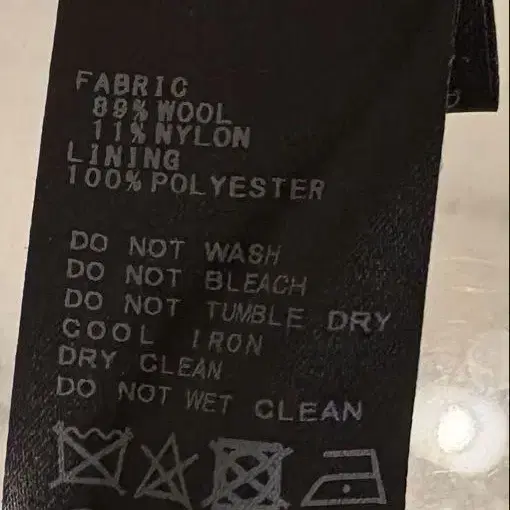 FABRIC
89% WOOL
11% NYLON
LINING
100% POLYESTER
DO NOT WASH
DO NOT BLEACH
DO NOT TUMBLE DRY
COOL IRON
DRY CLEAN
DO NOT WET CLEAN